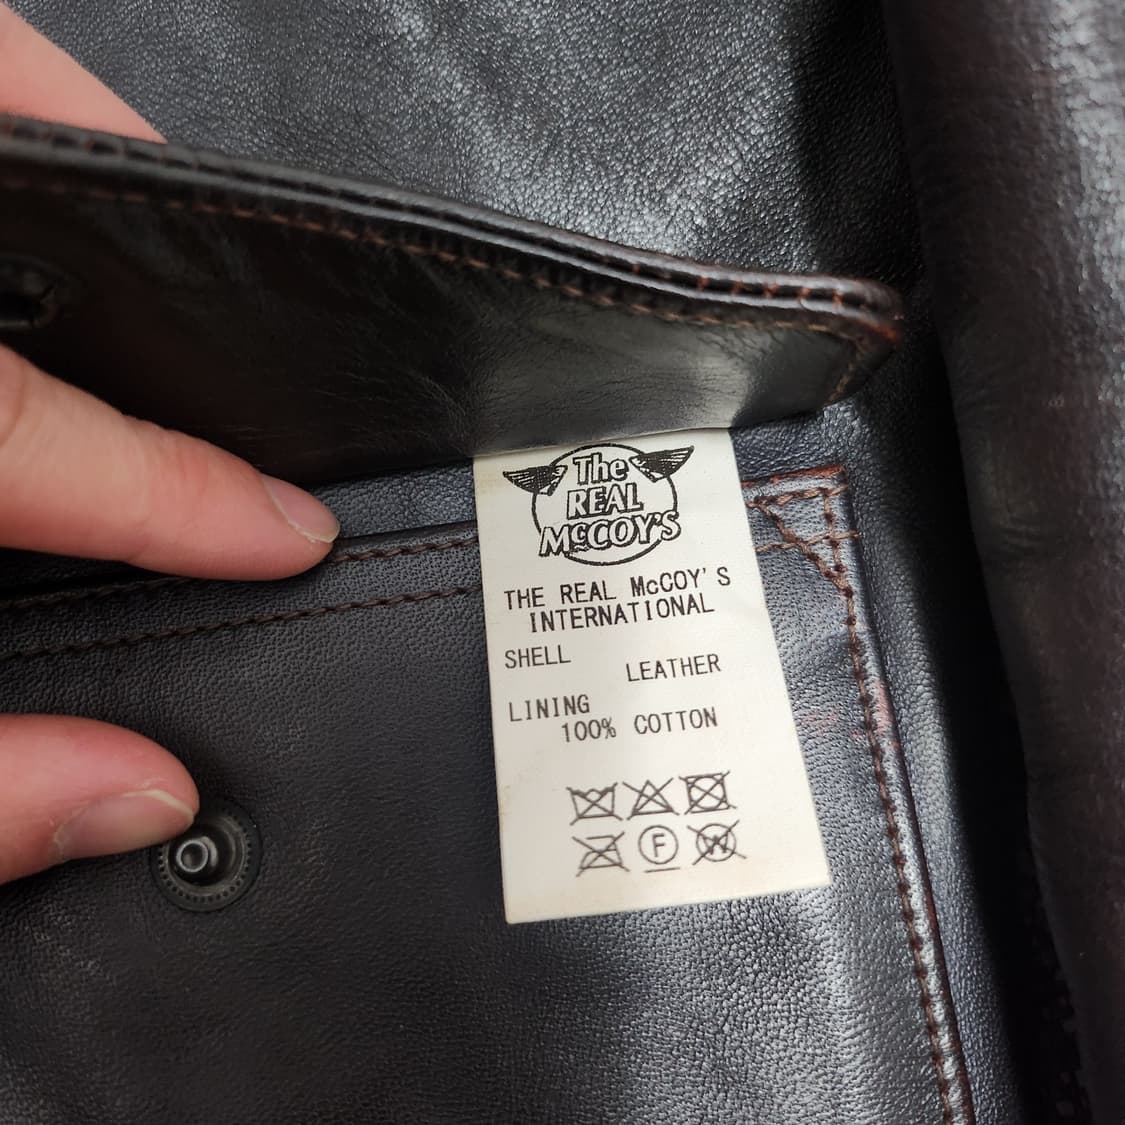 The
REAL
McCOY'S
THE REAL McCOY'S
INTERNATIONAL
SHELL
LEATHER
LINING
100% COTTON
F
W